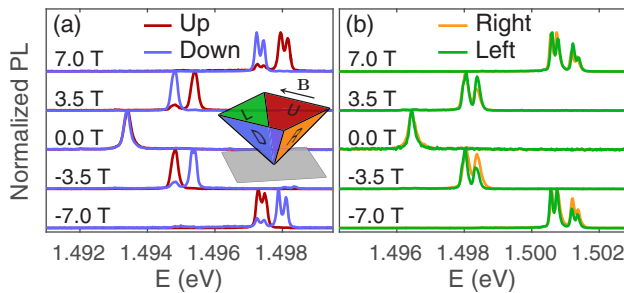 (a)
Up
Down
(b)
Right
Left
Normalized PL
7.0 T
3.5 T
0.0 T
-3.5 T
-7.0 T
B
L
U
D
R
7.0 T
3.5 T
0.0 T
-3.5 T
-7.0 T
1.492
1.494
1.496
1.498
1.496
1.498
1.500
1.502
E (eV)
E (eV)